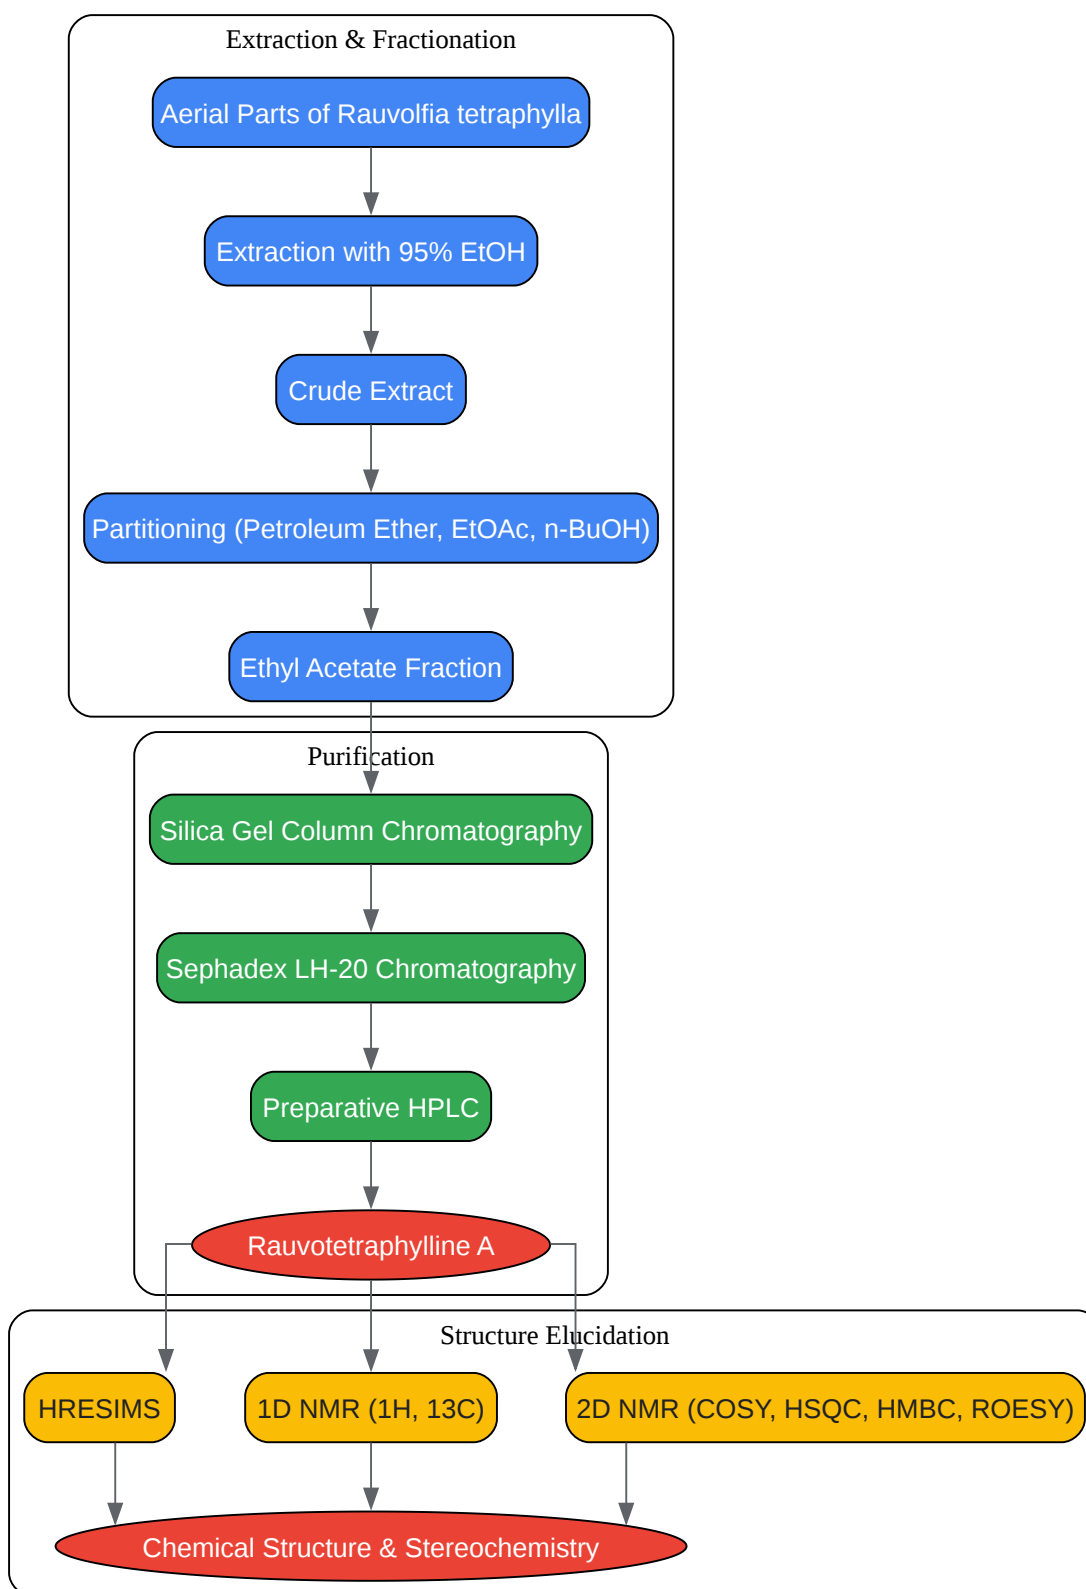 Extraction & Fractionation
Aerial Parts of Rauvolfia tetraphylla
Extraction with 95% EtOH
Crude Extract
Partitioning (Petroleum Ether, EtOAc, n-BuOH)
Ethyl Acetate Fraction
Purification
Silica Gel Column Chromatography
Sephadex LH-20 Chromatography
Preparative HPLC
Rauvotetraphylline A
Structure Elucidation
HRESIMS
1D NMR (1H, 13C)
2D NMR (COSY, HSQC, HMBC, ROESY)
Chemical Structure & Stereochemistry